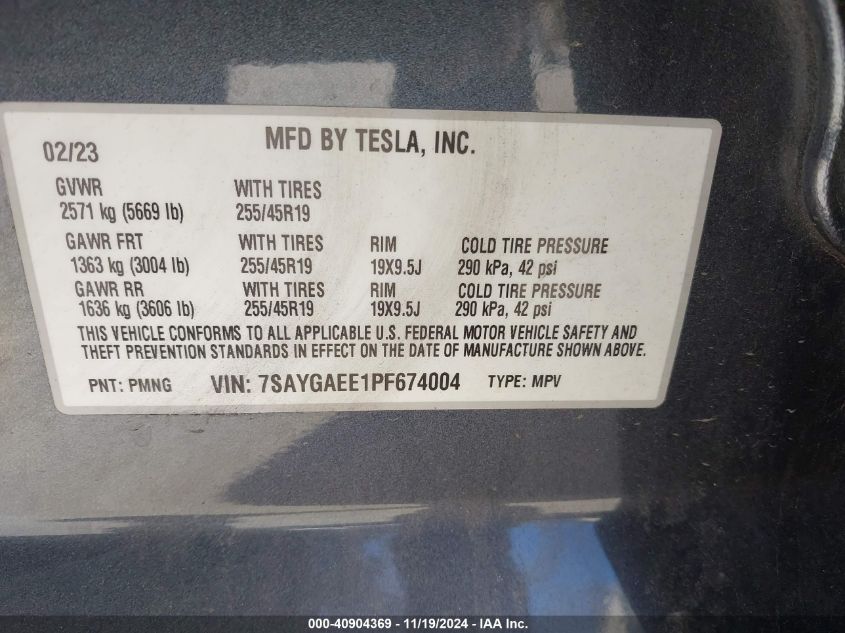 02/23 MFD BY TESLA, INC.
GVWR WITH TIRES
2571 kg (5669 lb) 255/45R19
GAWR FRT WITH TIRES RIM COLD TIRE PRESSURE
1363 kg (3004 lb) 255/45R19 19X9.5J 290 kPa, 42 psi
GAWR RR WITH TIRES RIM COLD TIRE PRESSURE
1636 kg (3606 lb) 255/45R19 19X9.5J 290 kPa, 42 psi
THIS VEHICLE CONFORMS TO ALL APPLICABLE U.S. FEDERAL MOTOR VEHICLE SAFETY AND
THEFT PREVENTION STANDARDS IN EFFECT ON THE DATE OF MANUFACTURE SHOWN ABOVE.
PNT: PMNG VIN: 7SAYGAEE1PF674004 TYPE: MPV
000-40904369 - 11/19/2024 - IAA Inc.